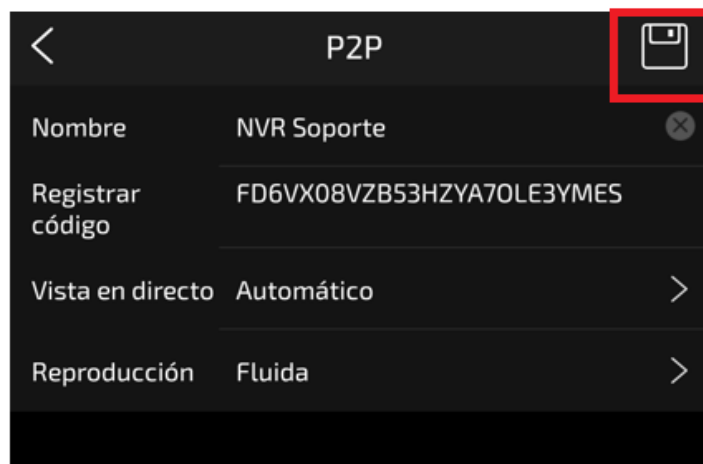 P2P
Nombre NVR Soporte
Registrar FD6VX08VZB53HZYA7OLE3YMES
código
Vista en directo Automático
Reproducción Fluida